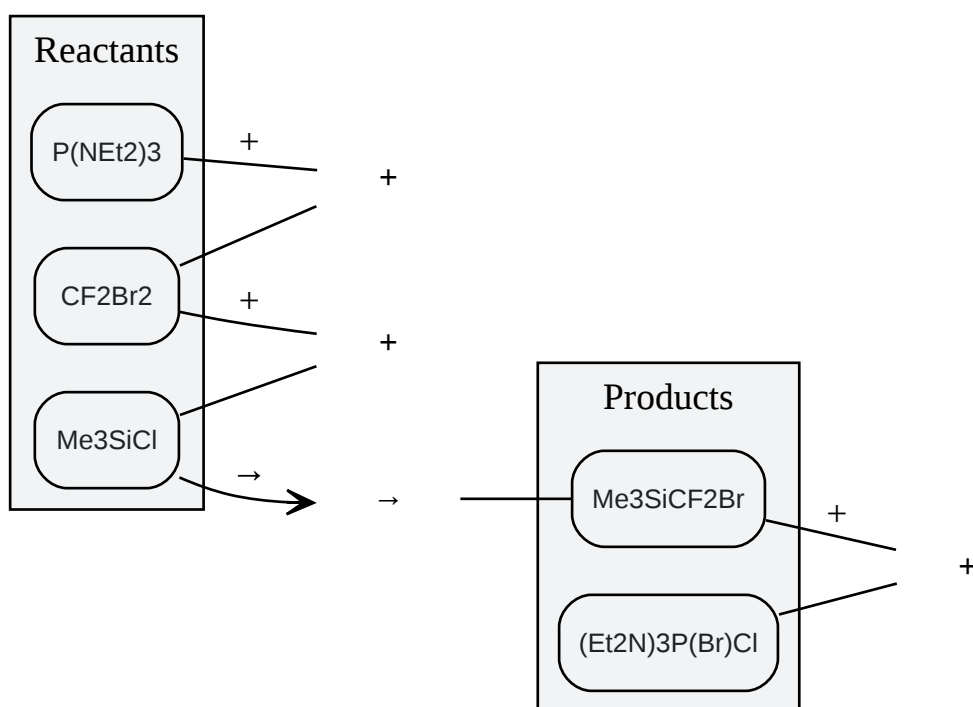 Reactants
P(NEt2)3
+
+
CF2Br2
+
+
Me3SiCl
→
→
Products
Me3SiCF2Br
+
+
(Et2N)3P(Br)Cl